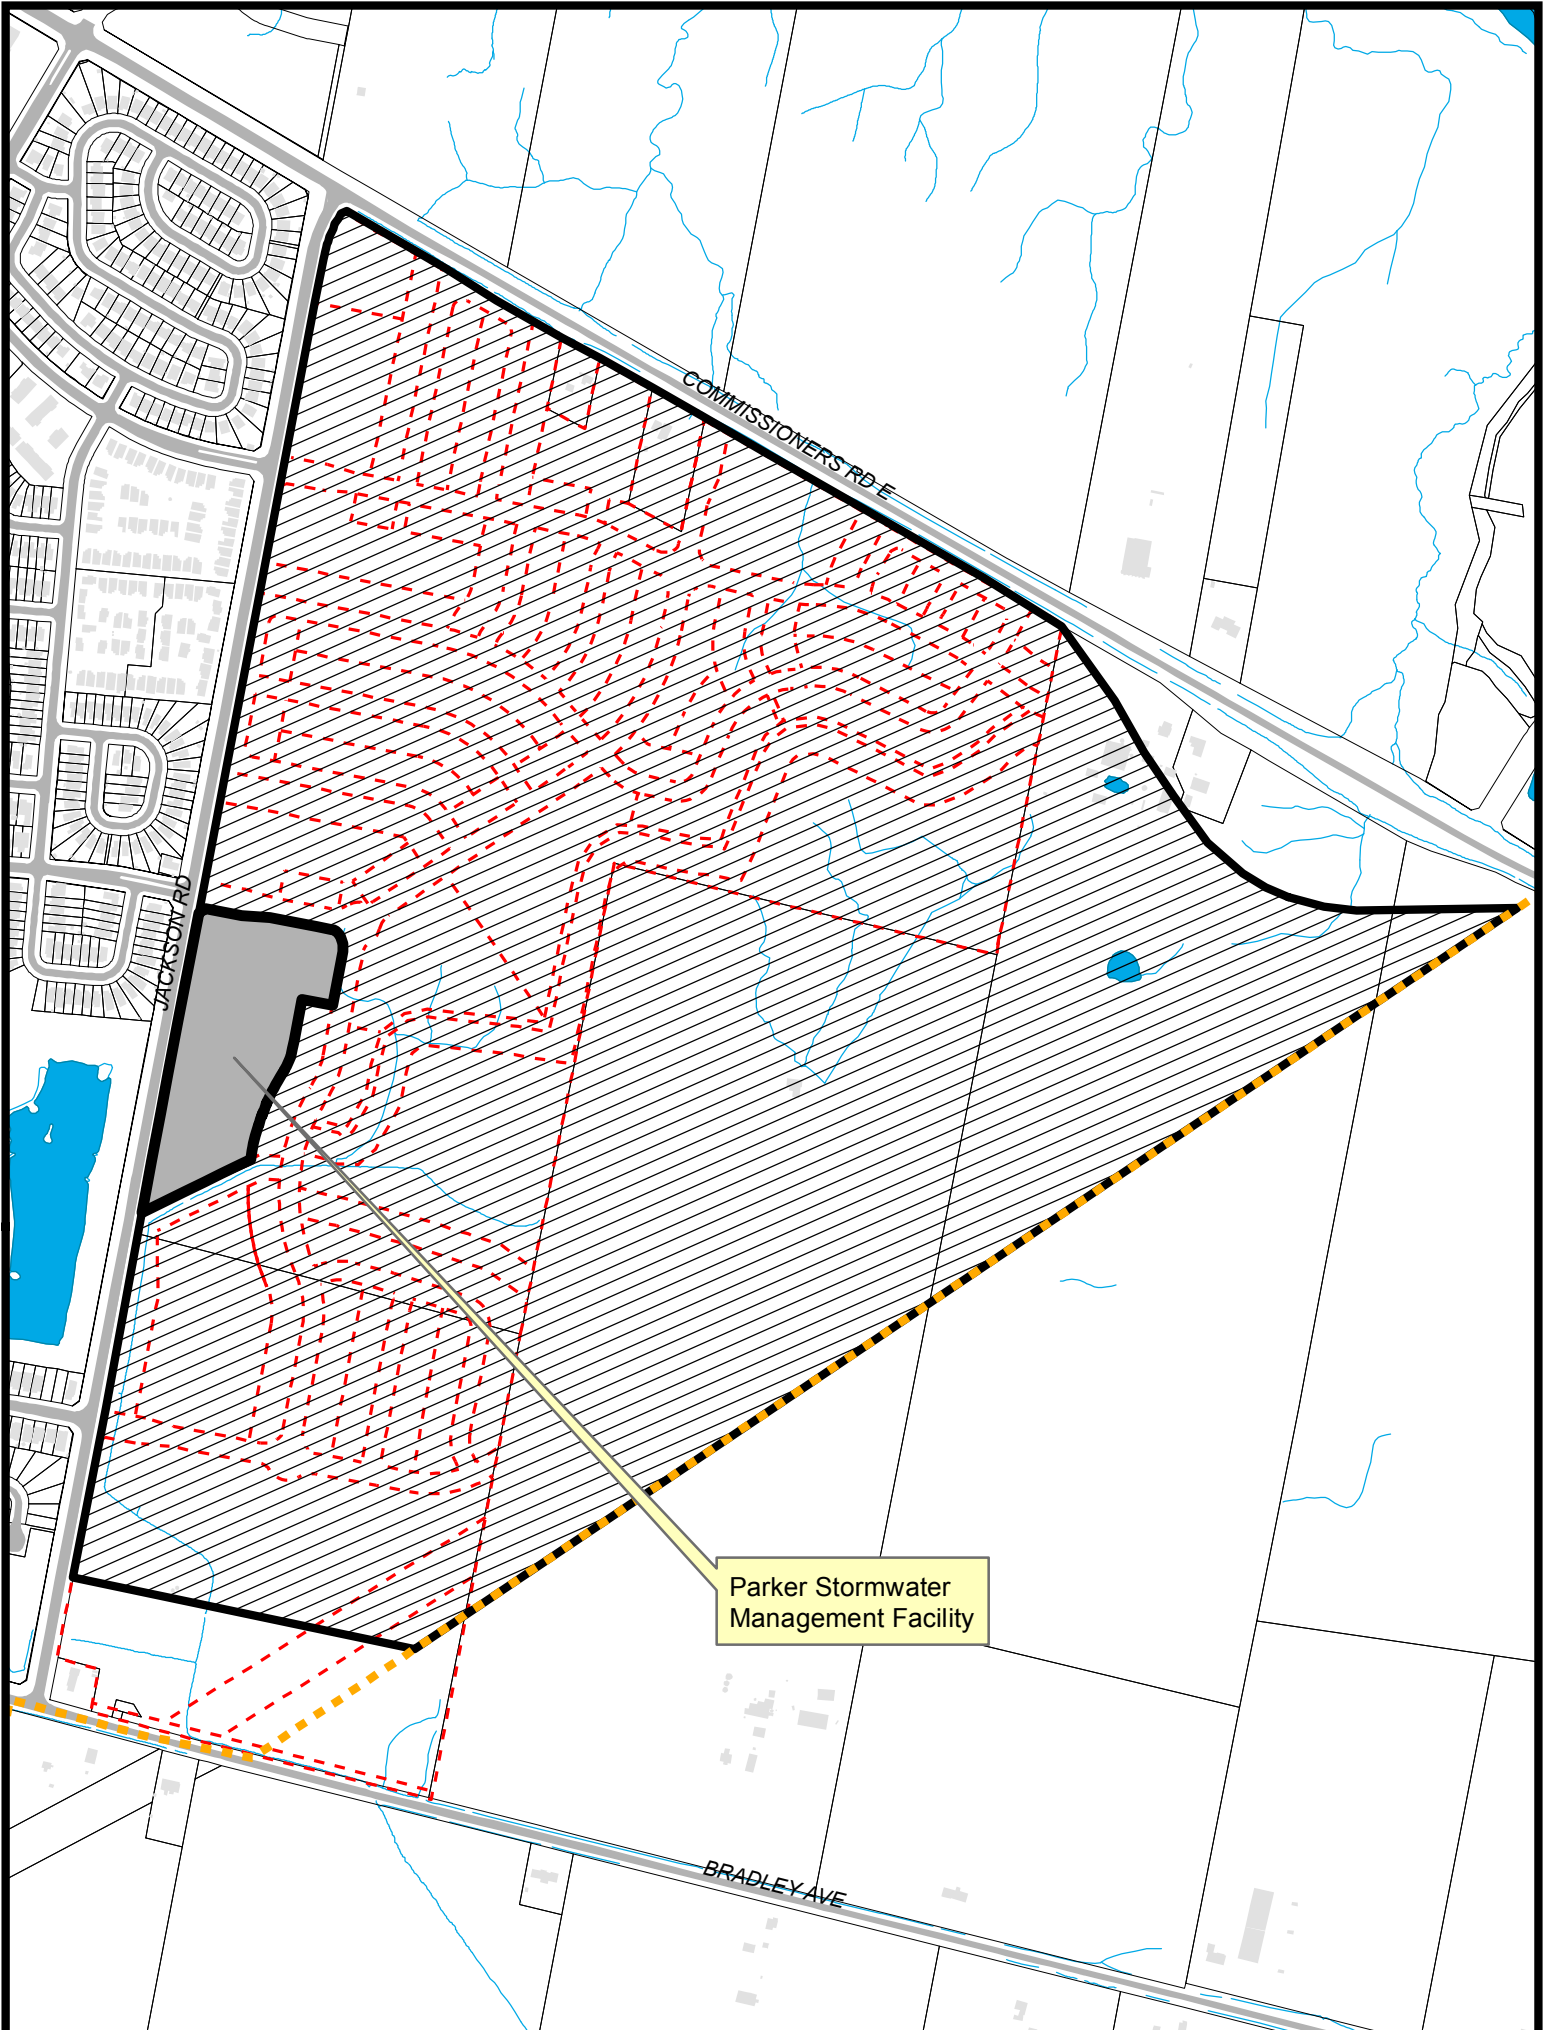 COMMISSIONERS RD E
JACKSON RD
Parker Stormwater
Management Facility
BRADLEY AVE